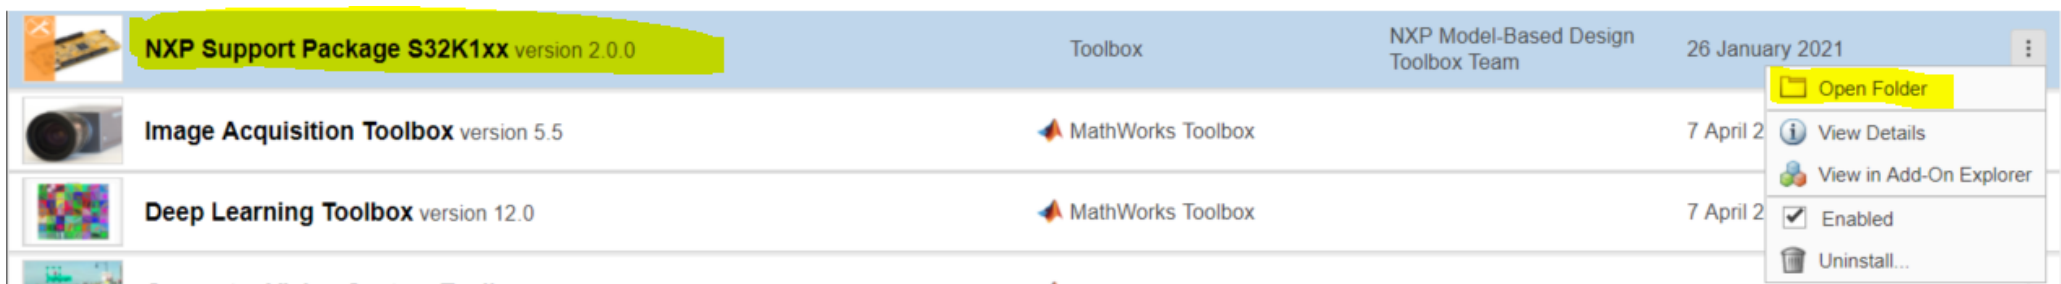 NXP Support Package S32K1xx version 2.0.0
Toolbox
NXP Model-Based Design
Toolbox Team
26 January 2021
Open Folder
Image Acquisition Toolbox version 5.5
MathWorks Toolbox
7 April 2
View Details
View in Add-On Explorer
Deep Learning Toolbox version 12.0
MathWorks Toolbox
7 April 2
Enabled
Uninstall...